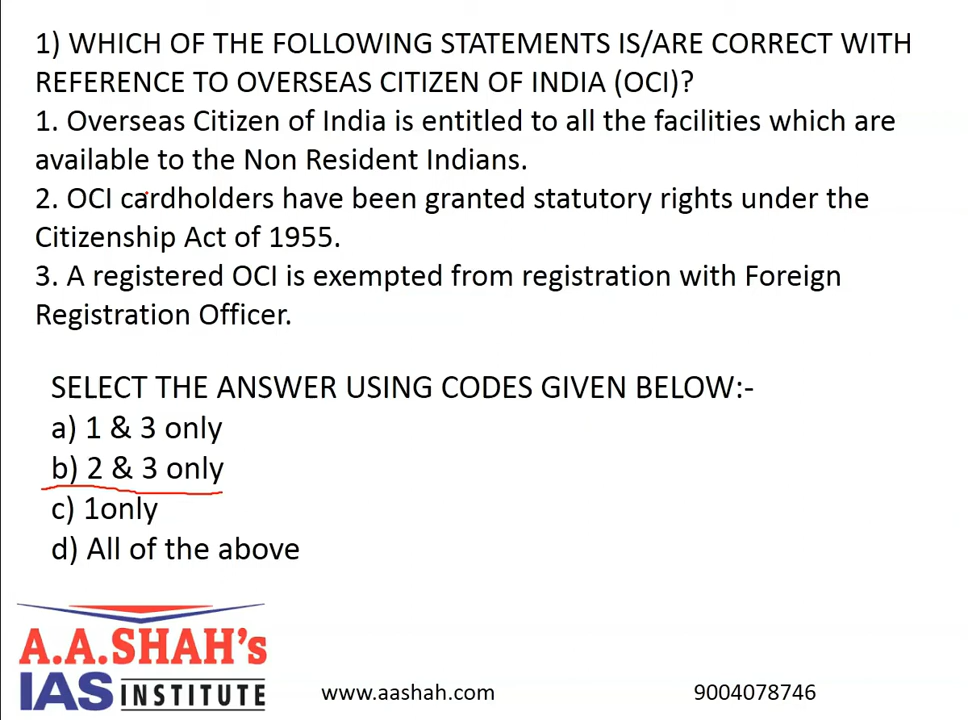 1) WHICH OF THE FOLLOWING STATEMENTS IS/ARE CORRECT WITH
REFERENCE TO OVERSEAS CITIZEN OF INDIA (OCI)?
1. Overseas Citizen of India is entitled to all the facilities which are
available to the Non Resident Indians.
2. OCI cardholders have been granted statutory rights under the
Citizenship Act of 1955.
3. A registered OCI is exempted from registration with Foreign
Registration Officer.
SELECT THE ANSWER USING CODES GIVEN BELOW:-
a) 1 & 3 only
b) 2 & 3 only
c) 1only
d) All of the above
A.A.SHAH's
IAS INSTITUTE
www.aashah.com 9004078746